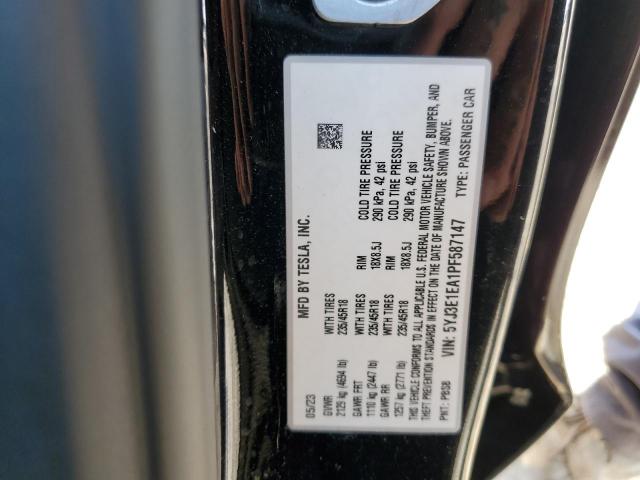 MFD BY TESLA, INC.
05/23
GVWR WITH TIRES RIM COLD TIRE PRESSURE
2129 kg (4694 lb) 235/45R18 18X8.5J 290 kPa, 42 psi
GAWR FRT WITH TIRES RIM COLD TIRE PRESSURE
1110 kg (2447 lb) 235/45R18 18X8.5J 290 kPa, 42 psi
GAWR RR
1257 kg (2771 lb)
THIS VEHICLE CONFORMS TO ALL APPLICABLE U.S. FEDERAL MOTOR VEHICLE SAFETY, BUMPER, AND
THEFT PREVENTION STANDARDS IN EFFECT ON THE DATE OF MANUFACTURE SHOWN ABOVE.
VIN: 5YJ3E1EA1PF587147 TYPE: PASSENGER CAR
PNT: PBSB